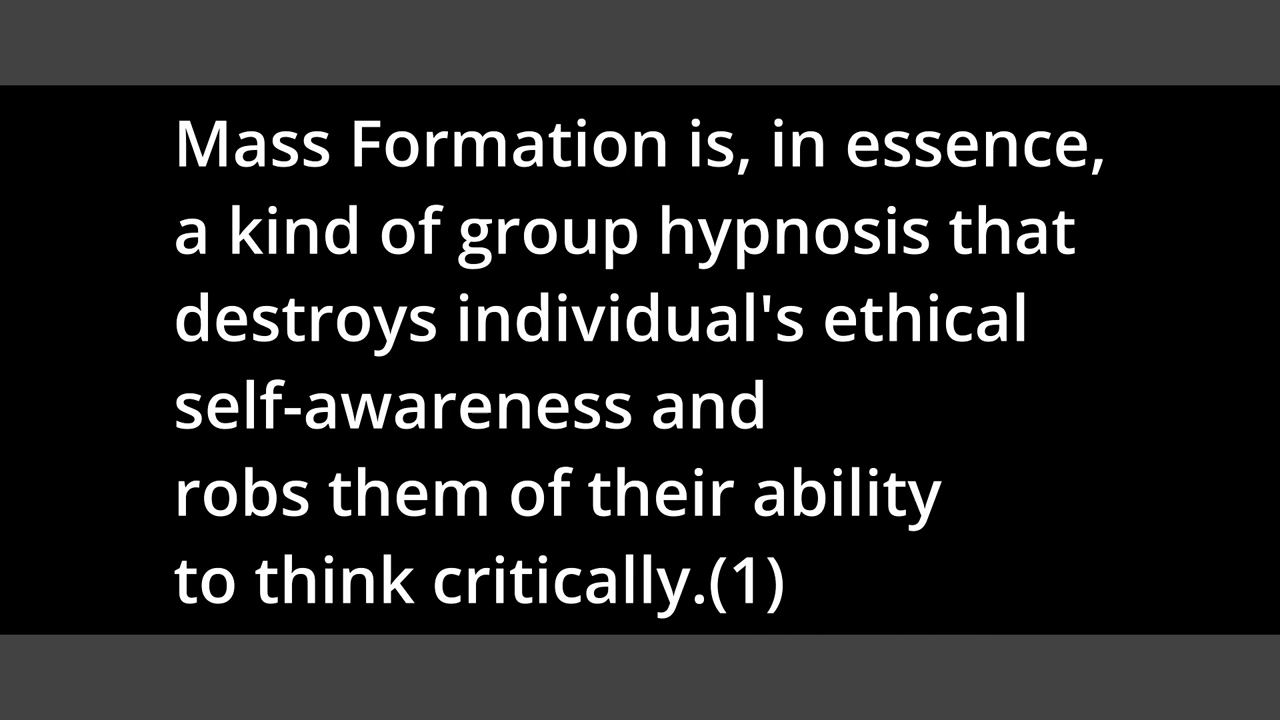 Mass Formation is, in essence,
a kind of group hypnosis that
destroys individual's ethical
self-awareness and
robs them of their ability
to think critically.(1)